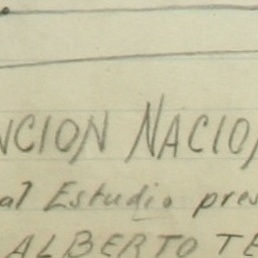 NCION NACIO
al Estudio pres
ALBERTO TE